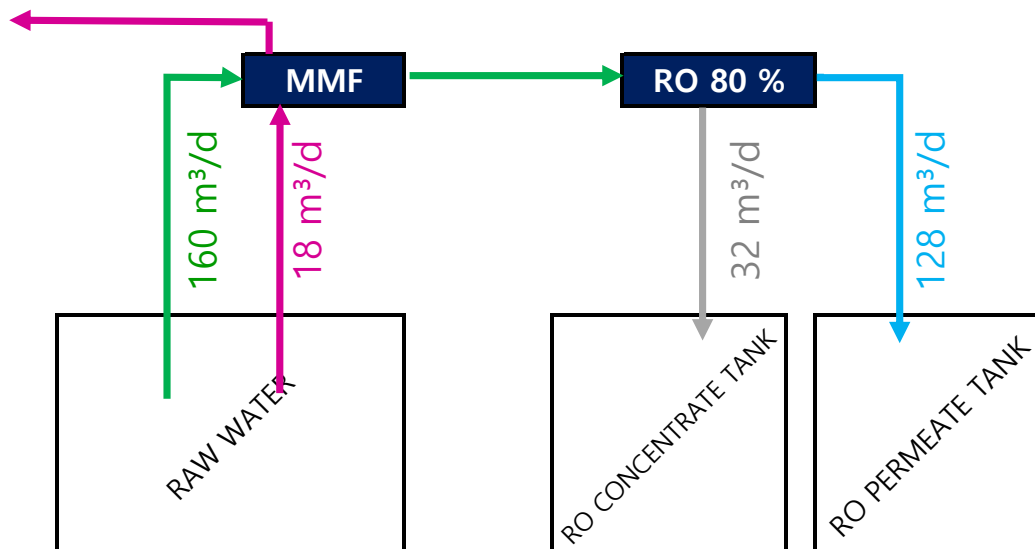 MMF
RO 80 %
160 m³/d
18 m³/d
32 m³/d
128 m³/d
RAW WATER
RO CONCENTRATE TANK
RO PERMEATE TANK